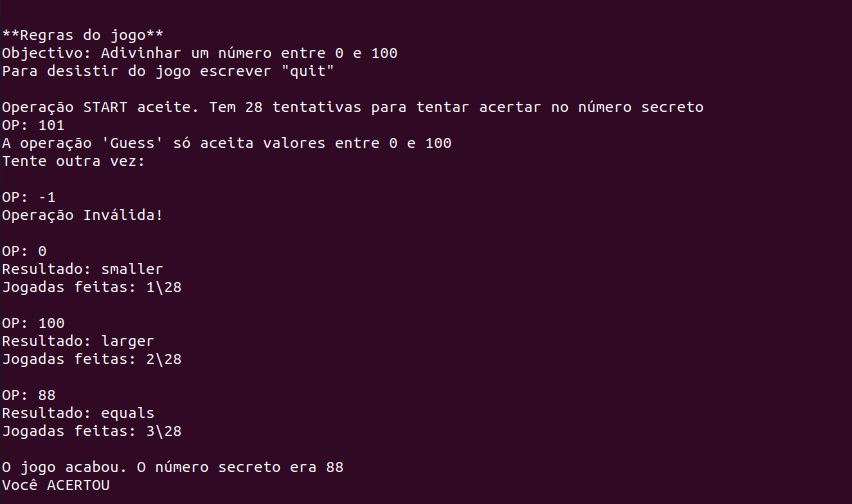 **Regras do jogo**
Objectivo: Adivinhar um número entre 0 e 100
Para desistir do jogo escrever "quit"
Operação START aceite. Tem 28 tentativas para tentar acertar no número secreto
OP: 101
A operação 'Guess' só aceita valores entre 0 e 100
Tente outra vez:
OP: -1
Operação Inválida!
OP: 0
Resultado: smaller
Jogadas feitas: 1\28
OP: 100
Resultado: larger
Jogadas feitas: 2\28
OP: 88
Resultado: equals
Jogadas feitas: 3\28
O jogo acabou. O número secreto era 88
Você ACERTOU